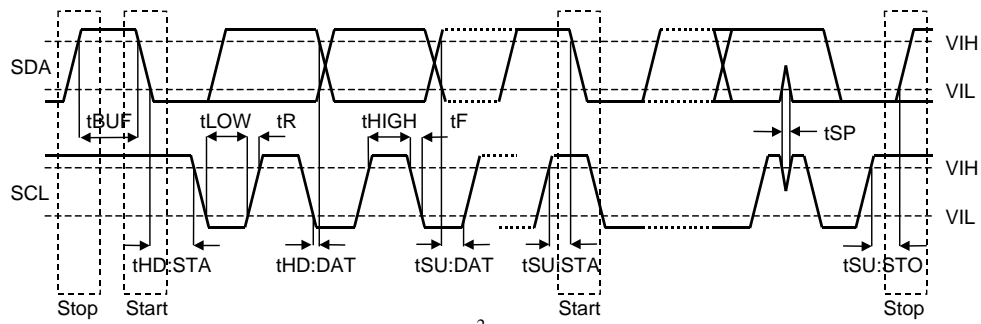 VIH
SDA
VIL
tBUF tLOW tR tHIGH tF tSP
VIH
SCL
VIL
tHD:STA tHD:DAT tSU:DAT tSU:STA tSU:STO
Stop Start Start Stop
2